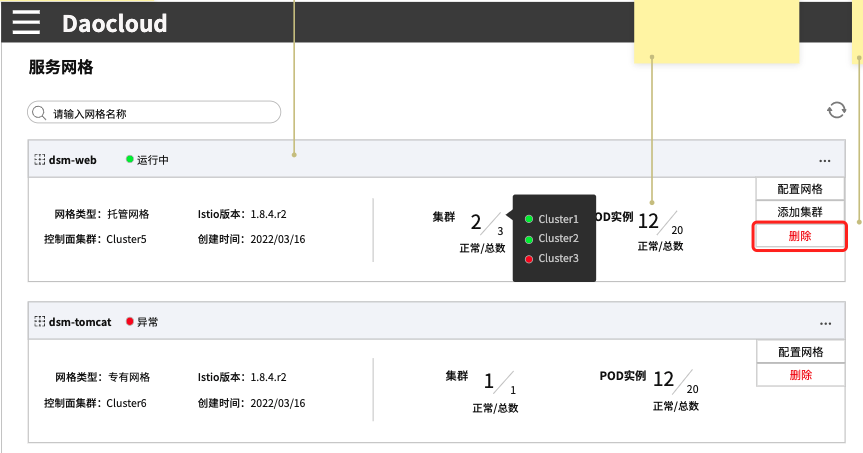 Daocloud
服务网格
请输入网格名称
dsm-web 运行中 ...
网格类型：托管网格 Istio版本：1.8.4.r2 集群 2/3 正常/总数 POD实例 12/20 正常/总数
控制面集群：Cluster5 创建时间：2022/03/16
Cluster1
Cluster2
Cluster3
配置网格
添加集群
删除
dsm-tomcat 异常 ...
网格类型：专有网格 Istio版本：1.8.4.r2 集群 1/1 正常/总数 POD实例 12/20 正常/总数
控制面集群：Cluster6 创建时间：2022/03/16
配置网格
删除